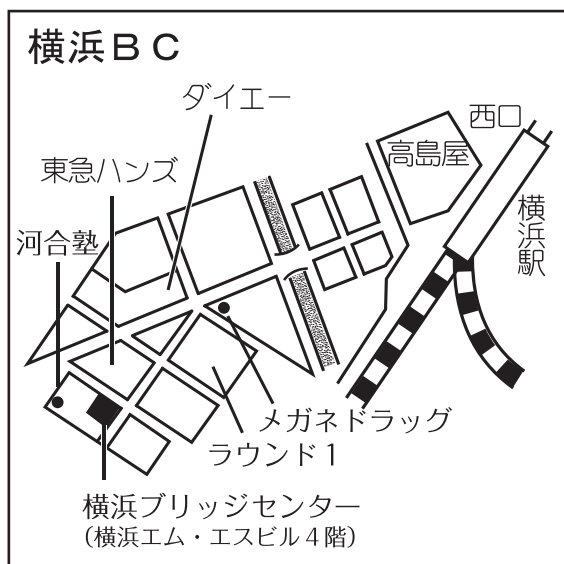 横浜ＢＣ
ダイエー
西口
高島屋
東急ハンズ
横浜駅
河合塾
メガネドラッグ
ラウンド１
横浜ブリッジセンター
（横浜エム・エスビル４階）